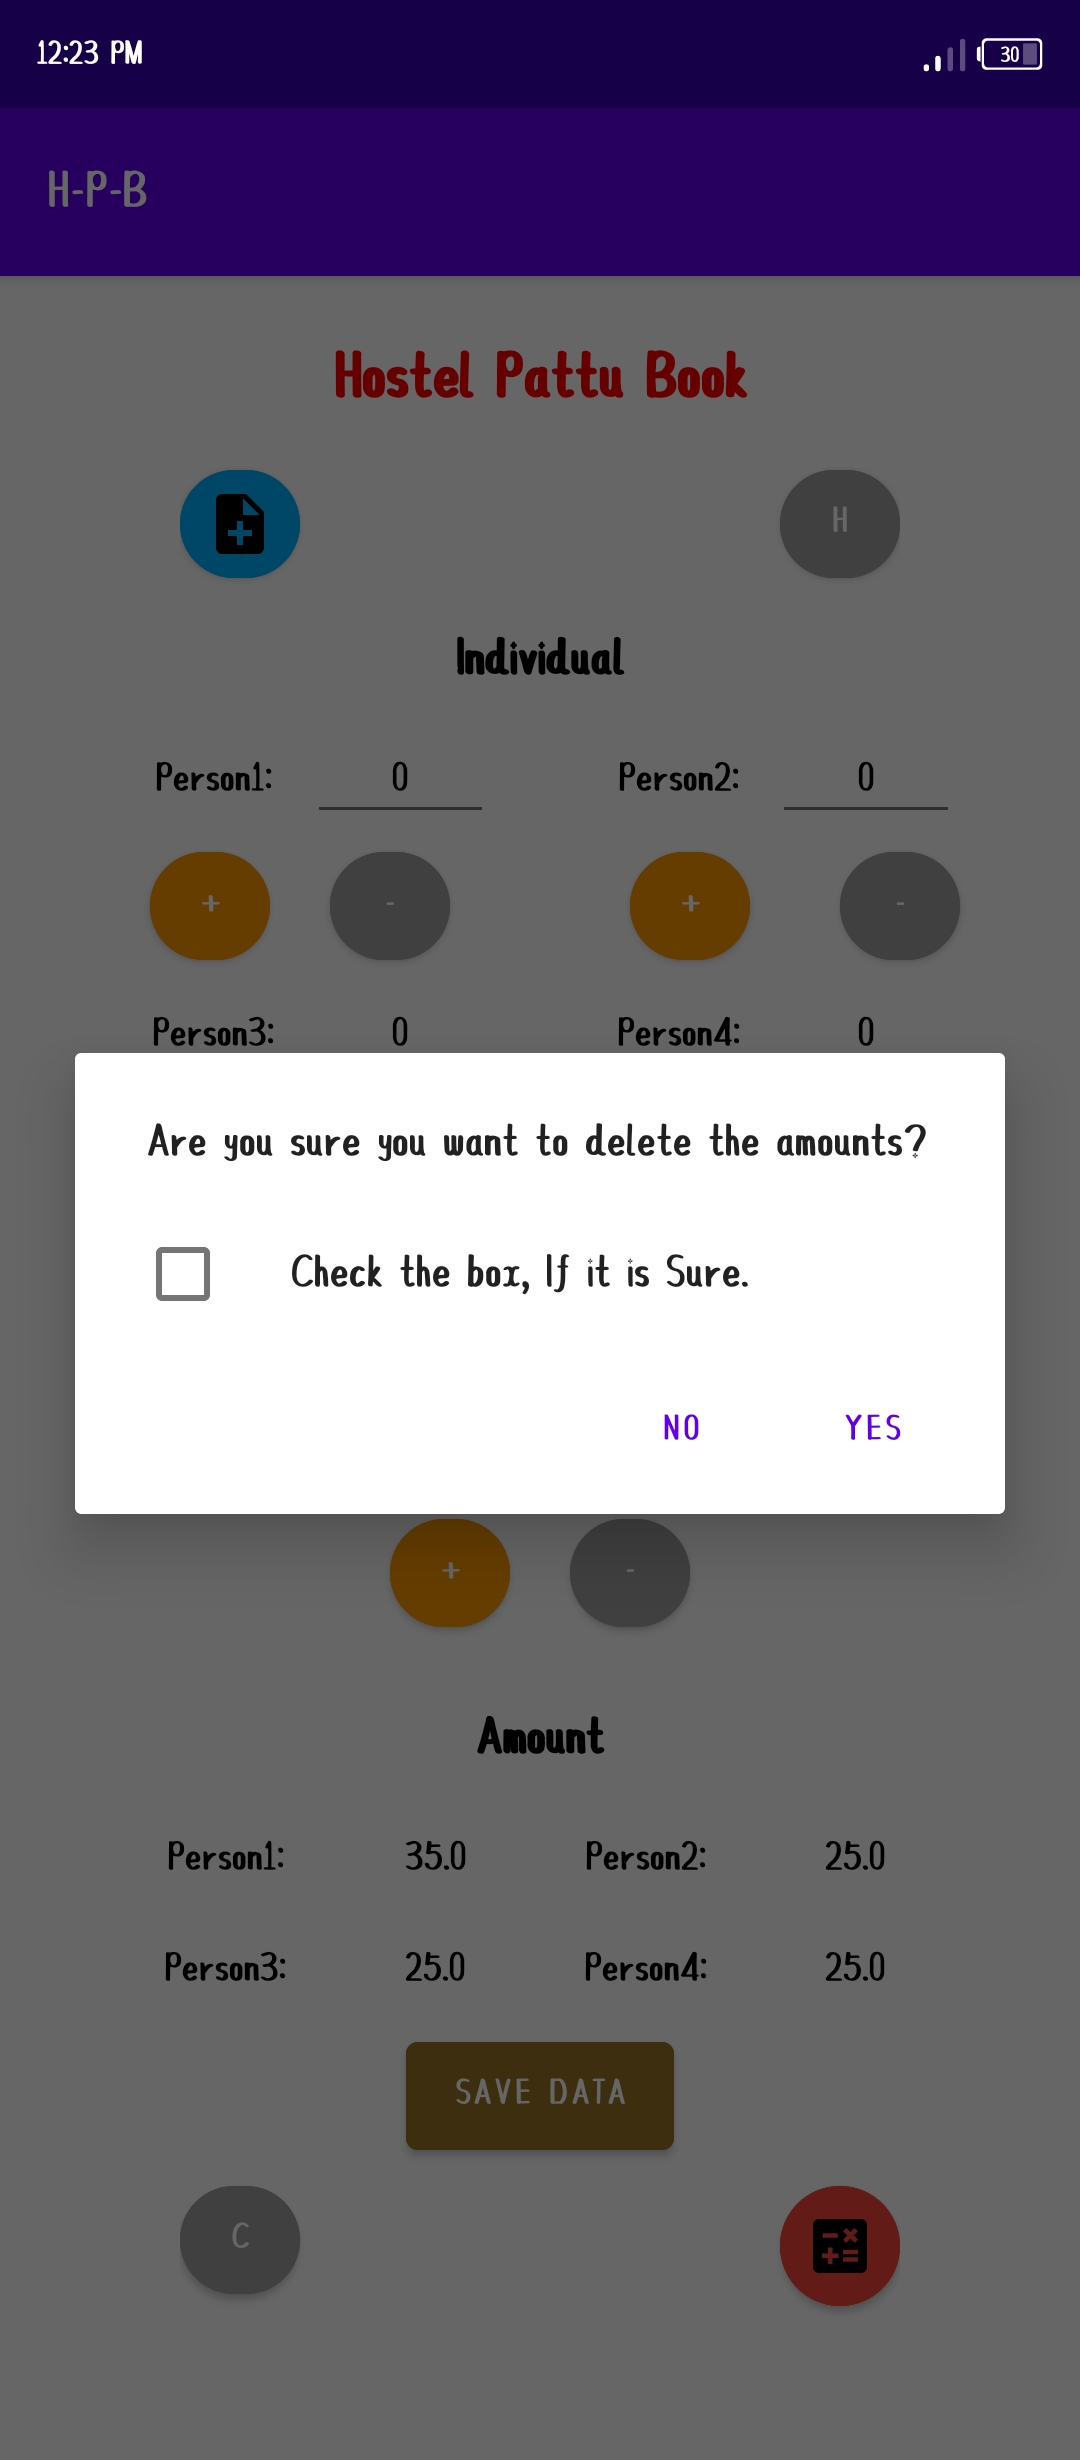 12:23 PM 30
H-P-B
Hostel Pattu Book
H
Individual
Person1: 0 Person2: 0
+ - + -
Person3: 0 Person4: 0
Are you sure you want to delete the amounts?
Check the box, If it is Sure.
NO YES
+ -
Amount
Person1: 35.0 Person2: 25.0
Person3: 25.0 Person4: 25.0
SAVE DATA
C